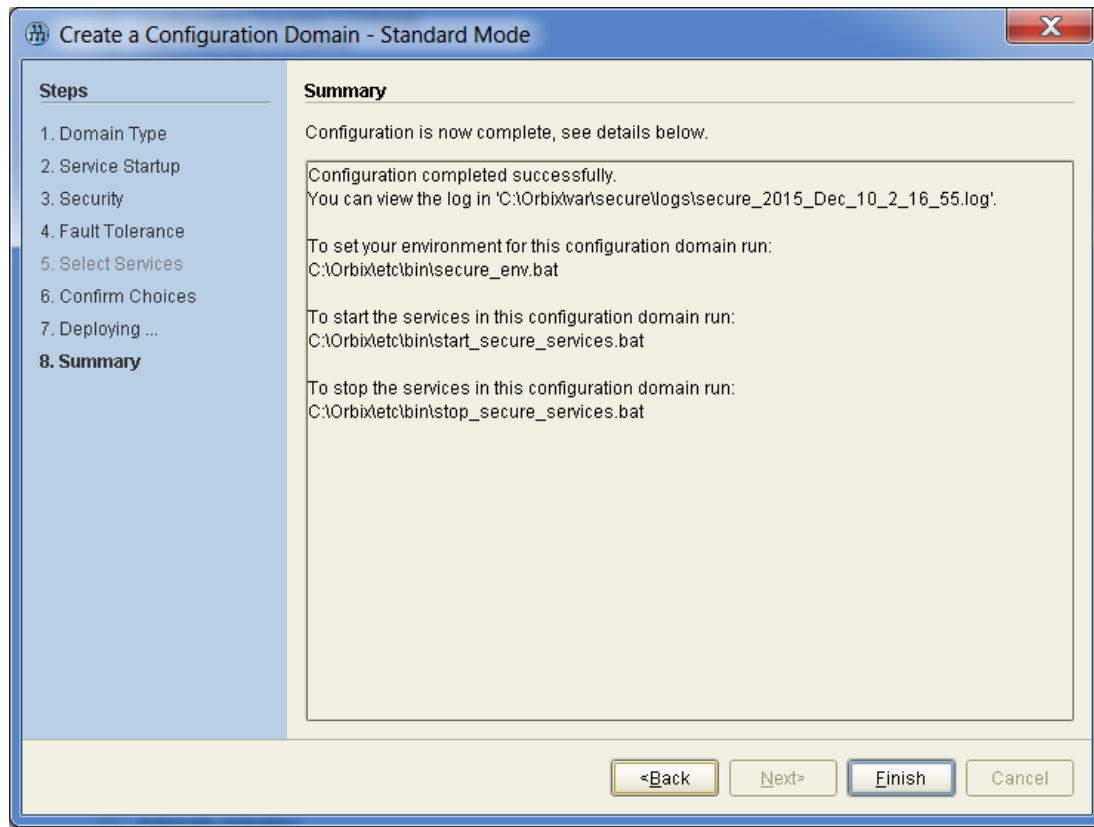 Create a Configuration Domain - Standard Mode
Steps
1. Domain Type
2. Service Startup
3. Security
4. Fault Tolerance
5. Select Services
6. Confirm Choices
7. Deploying ...
8. Summary
Summary
Configuration is now complete, see details below.
Configuration completed successfully.
You can view the log in 'C:\Orbix\var\secure\logs\secure_2015_Dec_10_2_16_55.log'.
To set your environment for this configuration domain run:
C:\Orbix\etc\bin\secure_env.bat
To start the services in this configuration domain run:
C:\Orbix\etc\bin\start_secure_services.bat
To stop the services in this configuration domain run:
C:\Orbix\etc\bin\stop_secure_services.bat
<Back Next> Finish Cancel